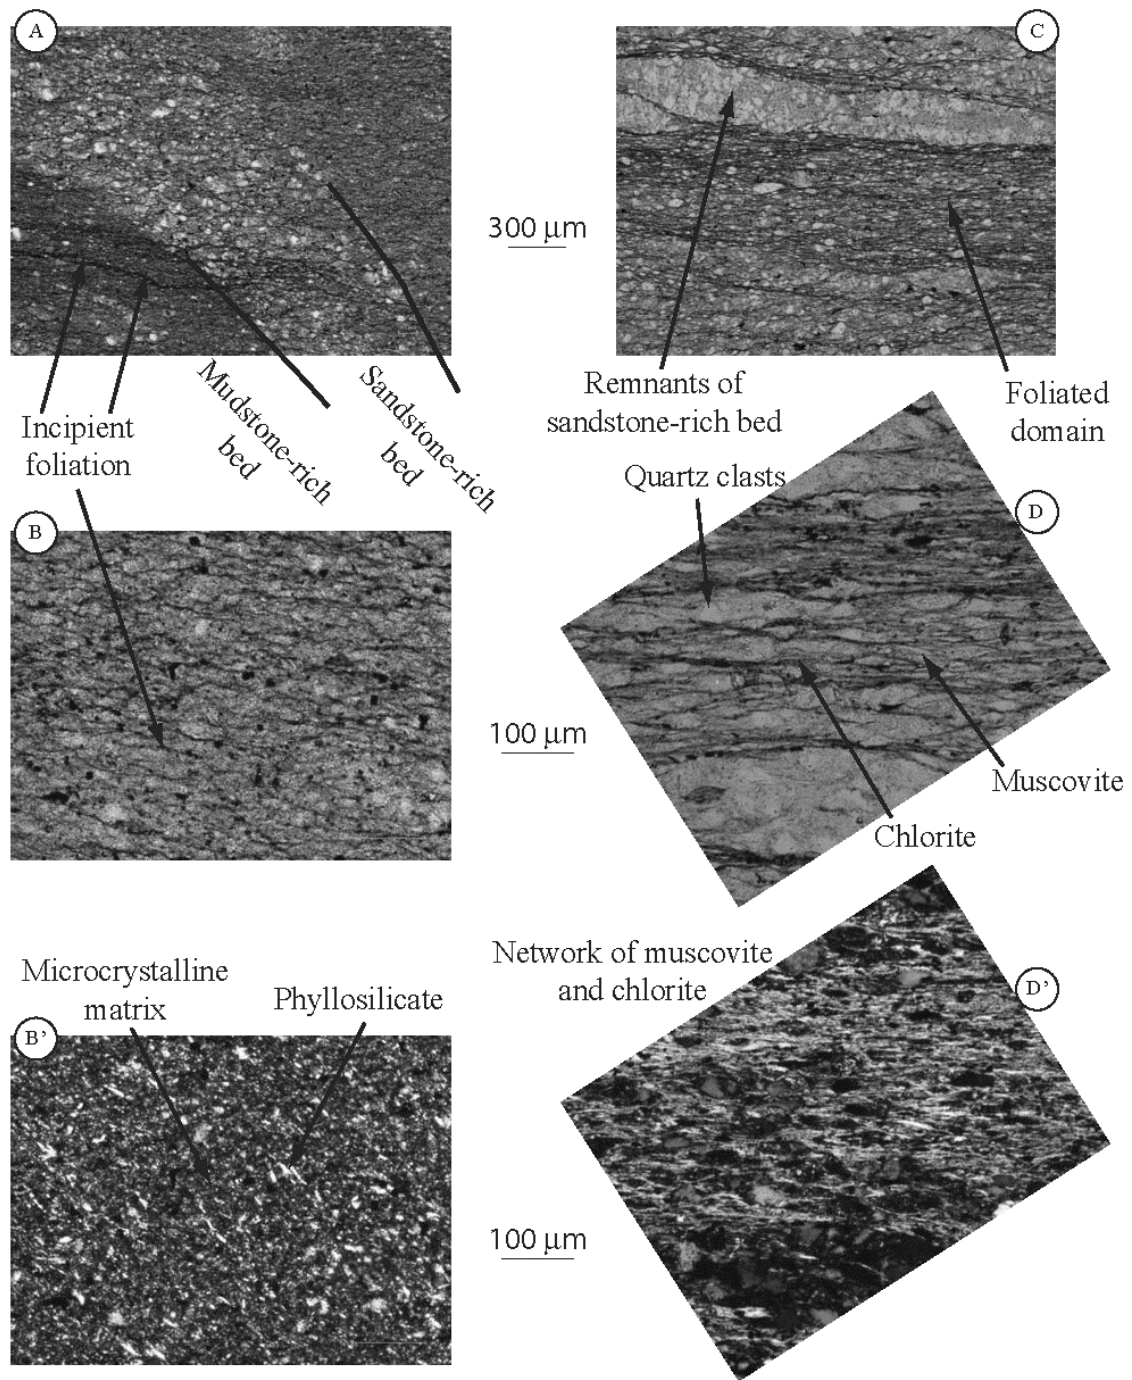 A
C
300 µm
Incipient
foliation
Mudstone-rich
bed
Sandstone-rich
bed
Remnants of
sandstone-rich bed
Foliated
domain
Quartz clasts
B
D
100 µm
Muscovite
Chlorite
Microcrystalline
matrix
Phyllosilicate
Network of muscovite
and chlorite
B'
D'
100 µm